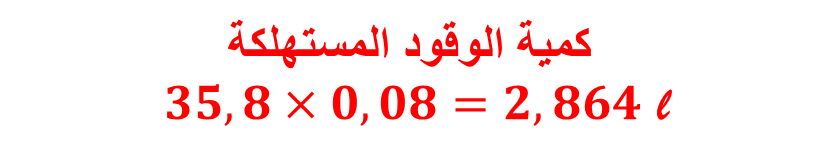 كمية الوقود المستهلكة
35,8 × 0,08 = 2,864 ℓ